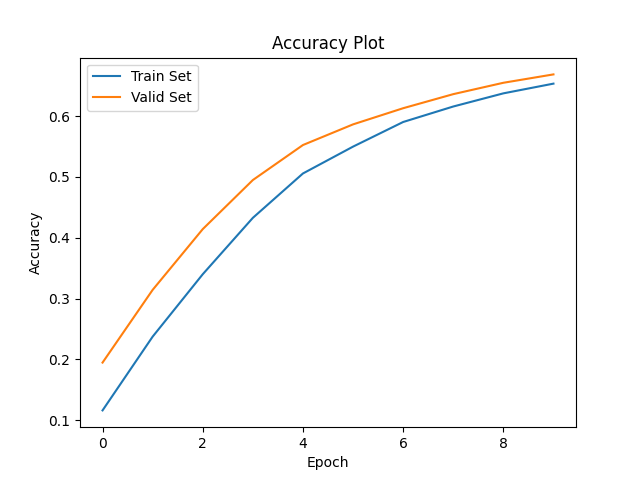 Accuracy Plot
Train Set
Valid Set
0.6
0.5
0.4
0.3
0.2
0.1
Accuracy
0 2 4 6 8
Epoch